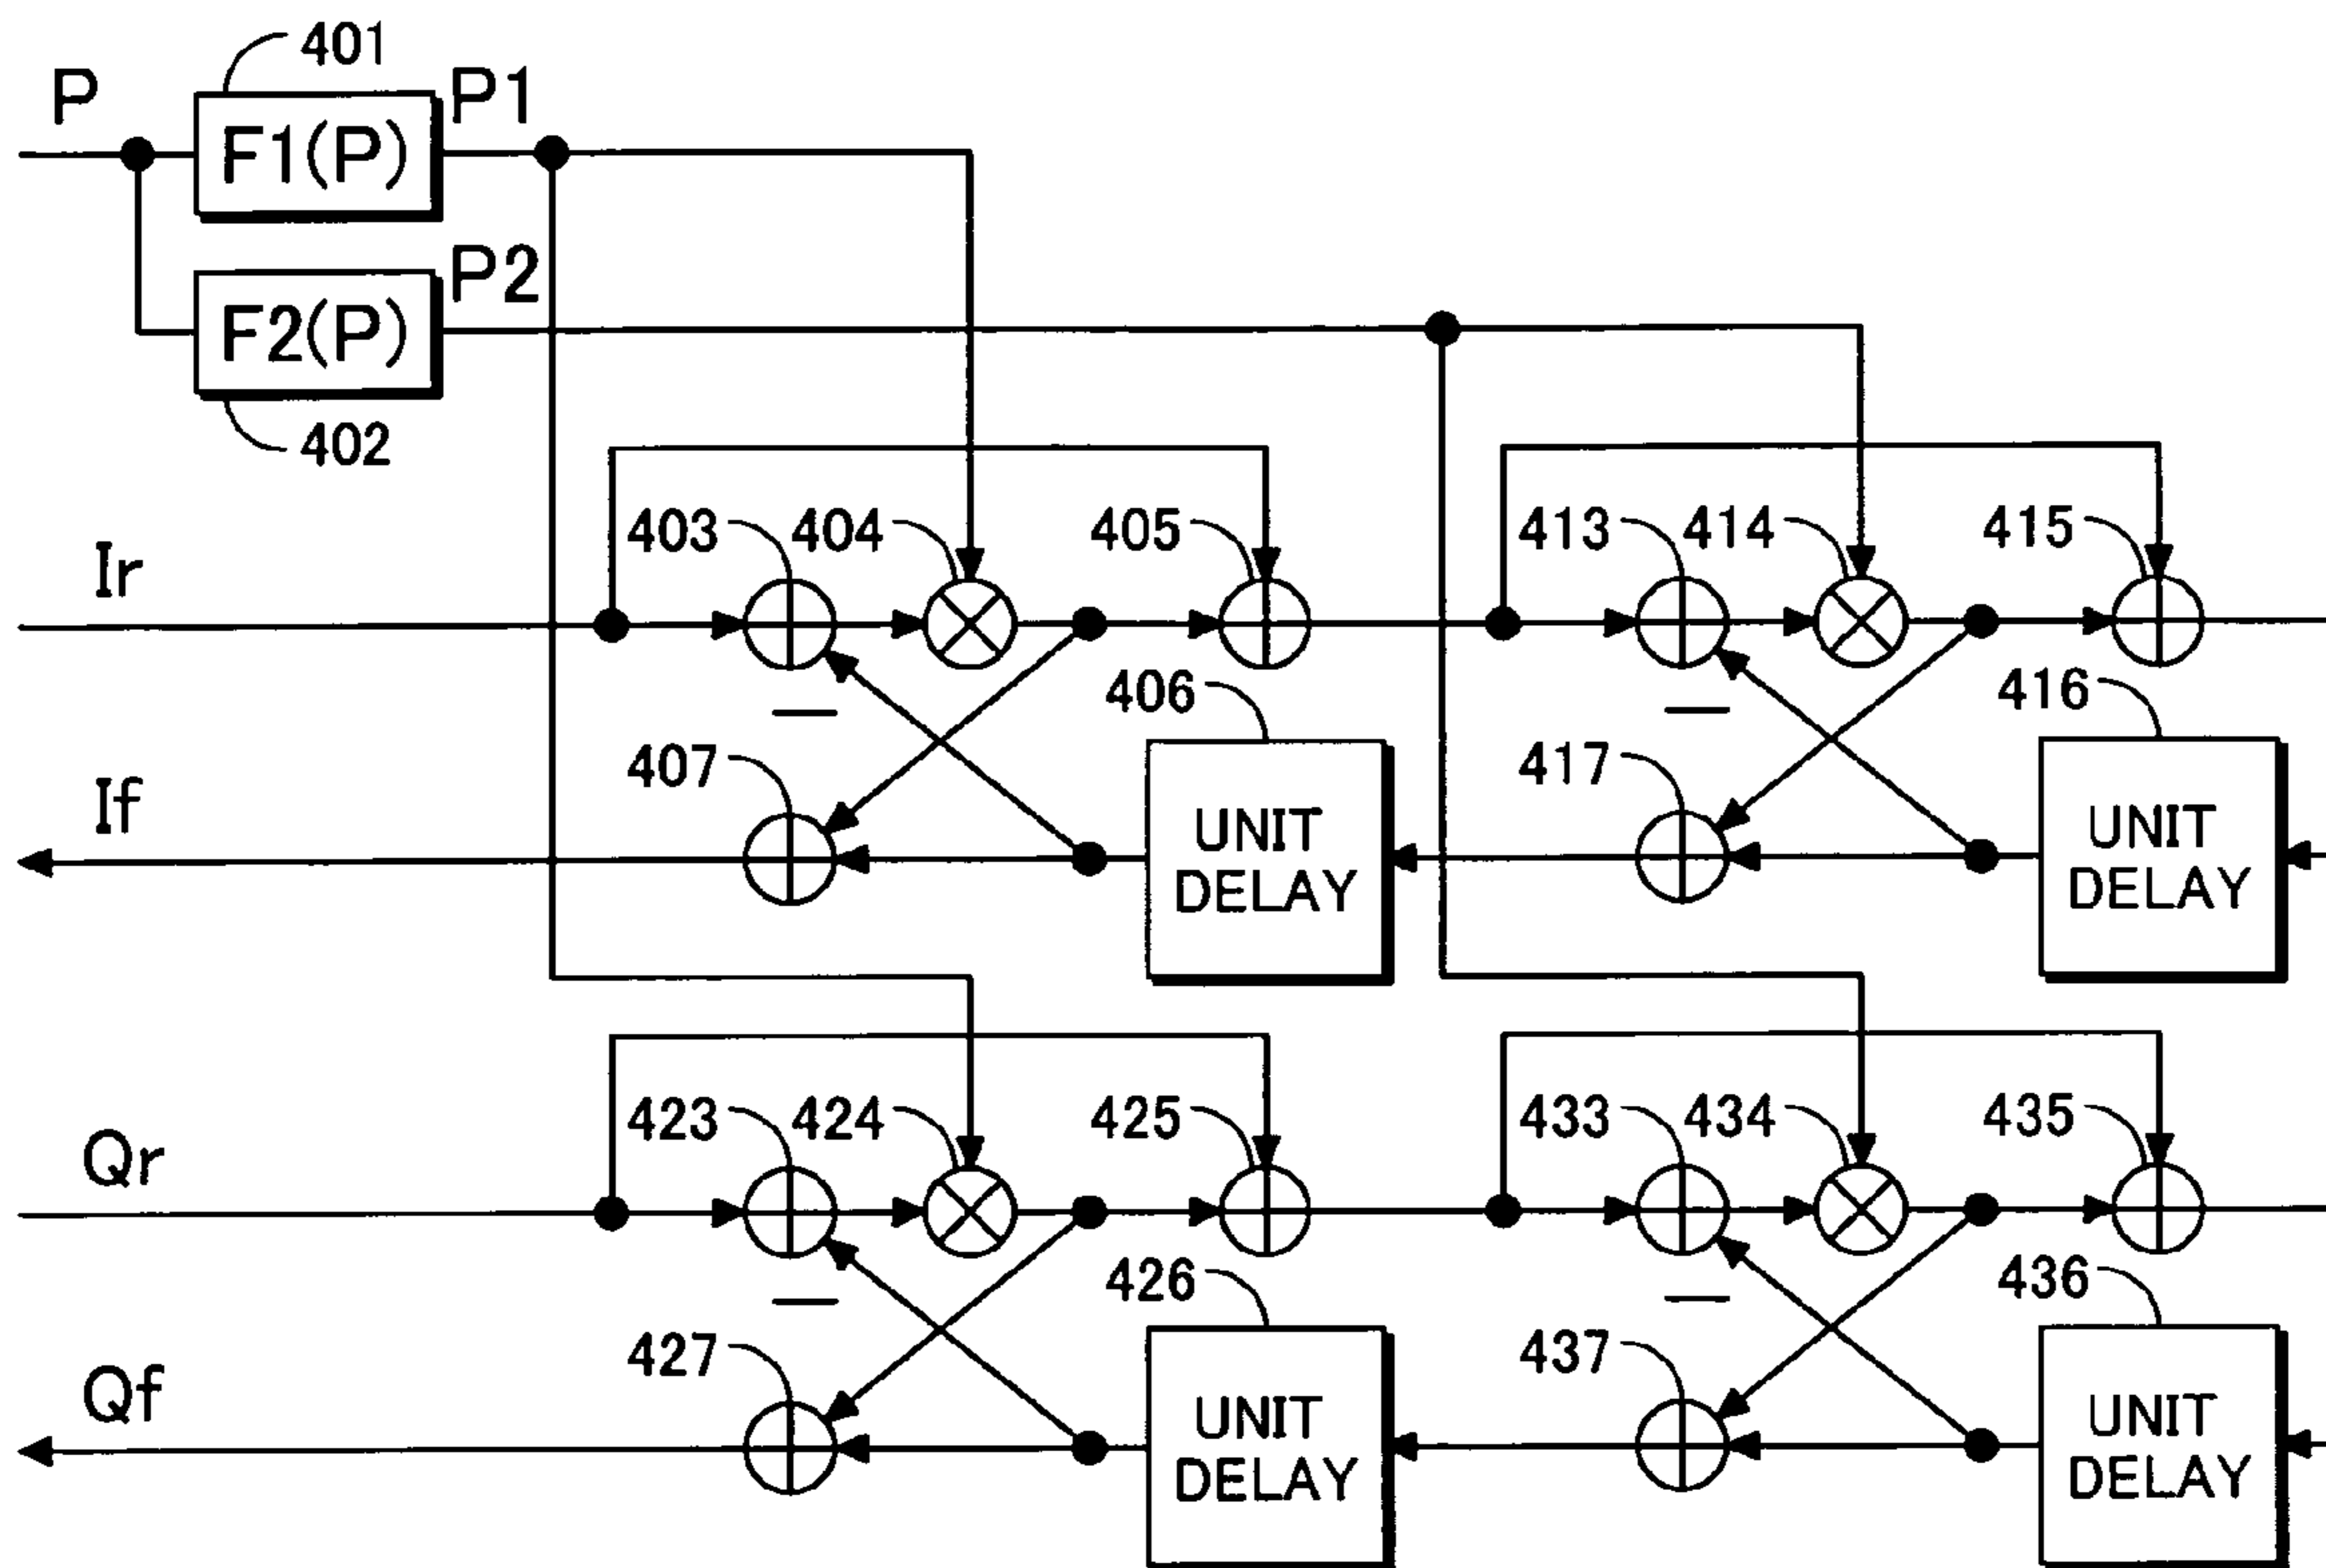 401
P
P1
F1(P)
P2
F2(P)
402
403
404
405
413
414
415
Ir
406
416
—
—
407
417
If
UNIT
DELAY
UNIT
DELAY
423
424
425
433
434
435
Qr
426
436
—
—
427
437
Qf
UNIT
DELAY
UNIT
DELAY